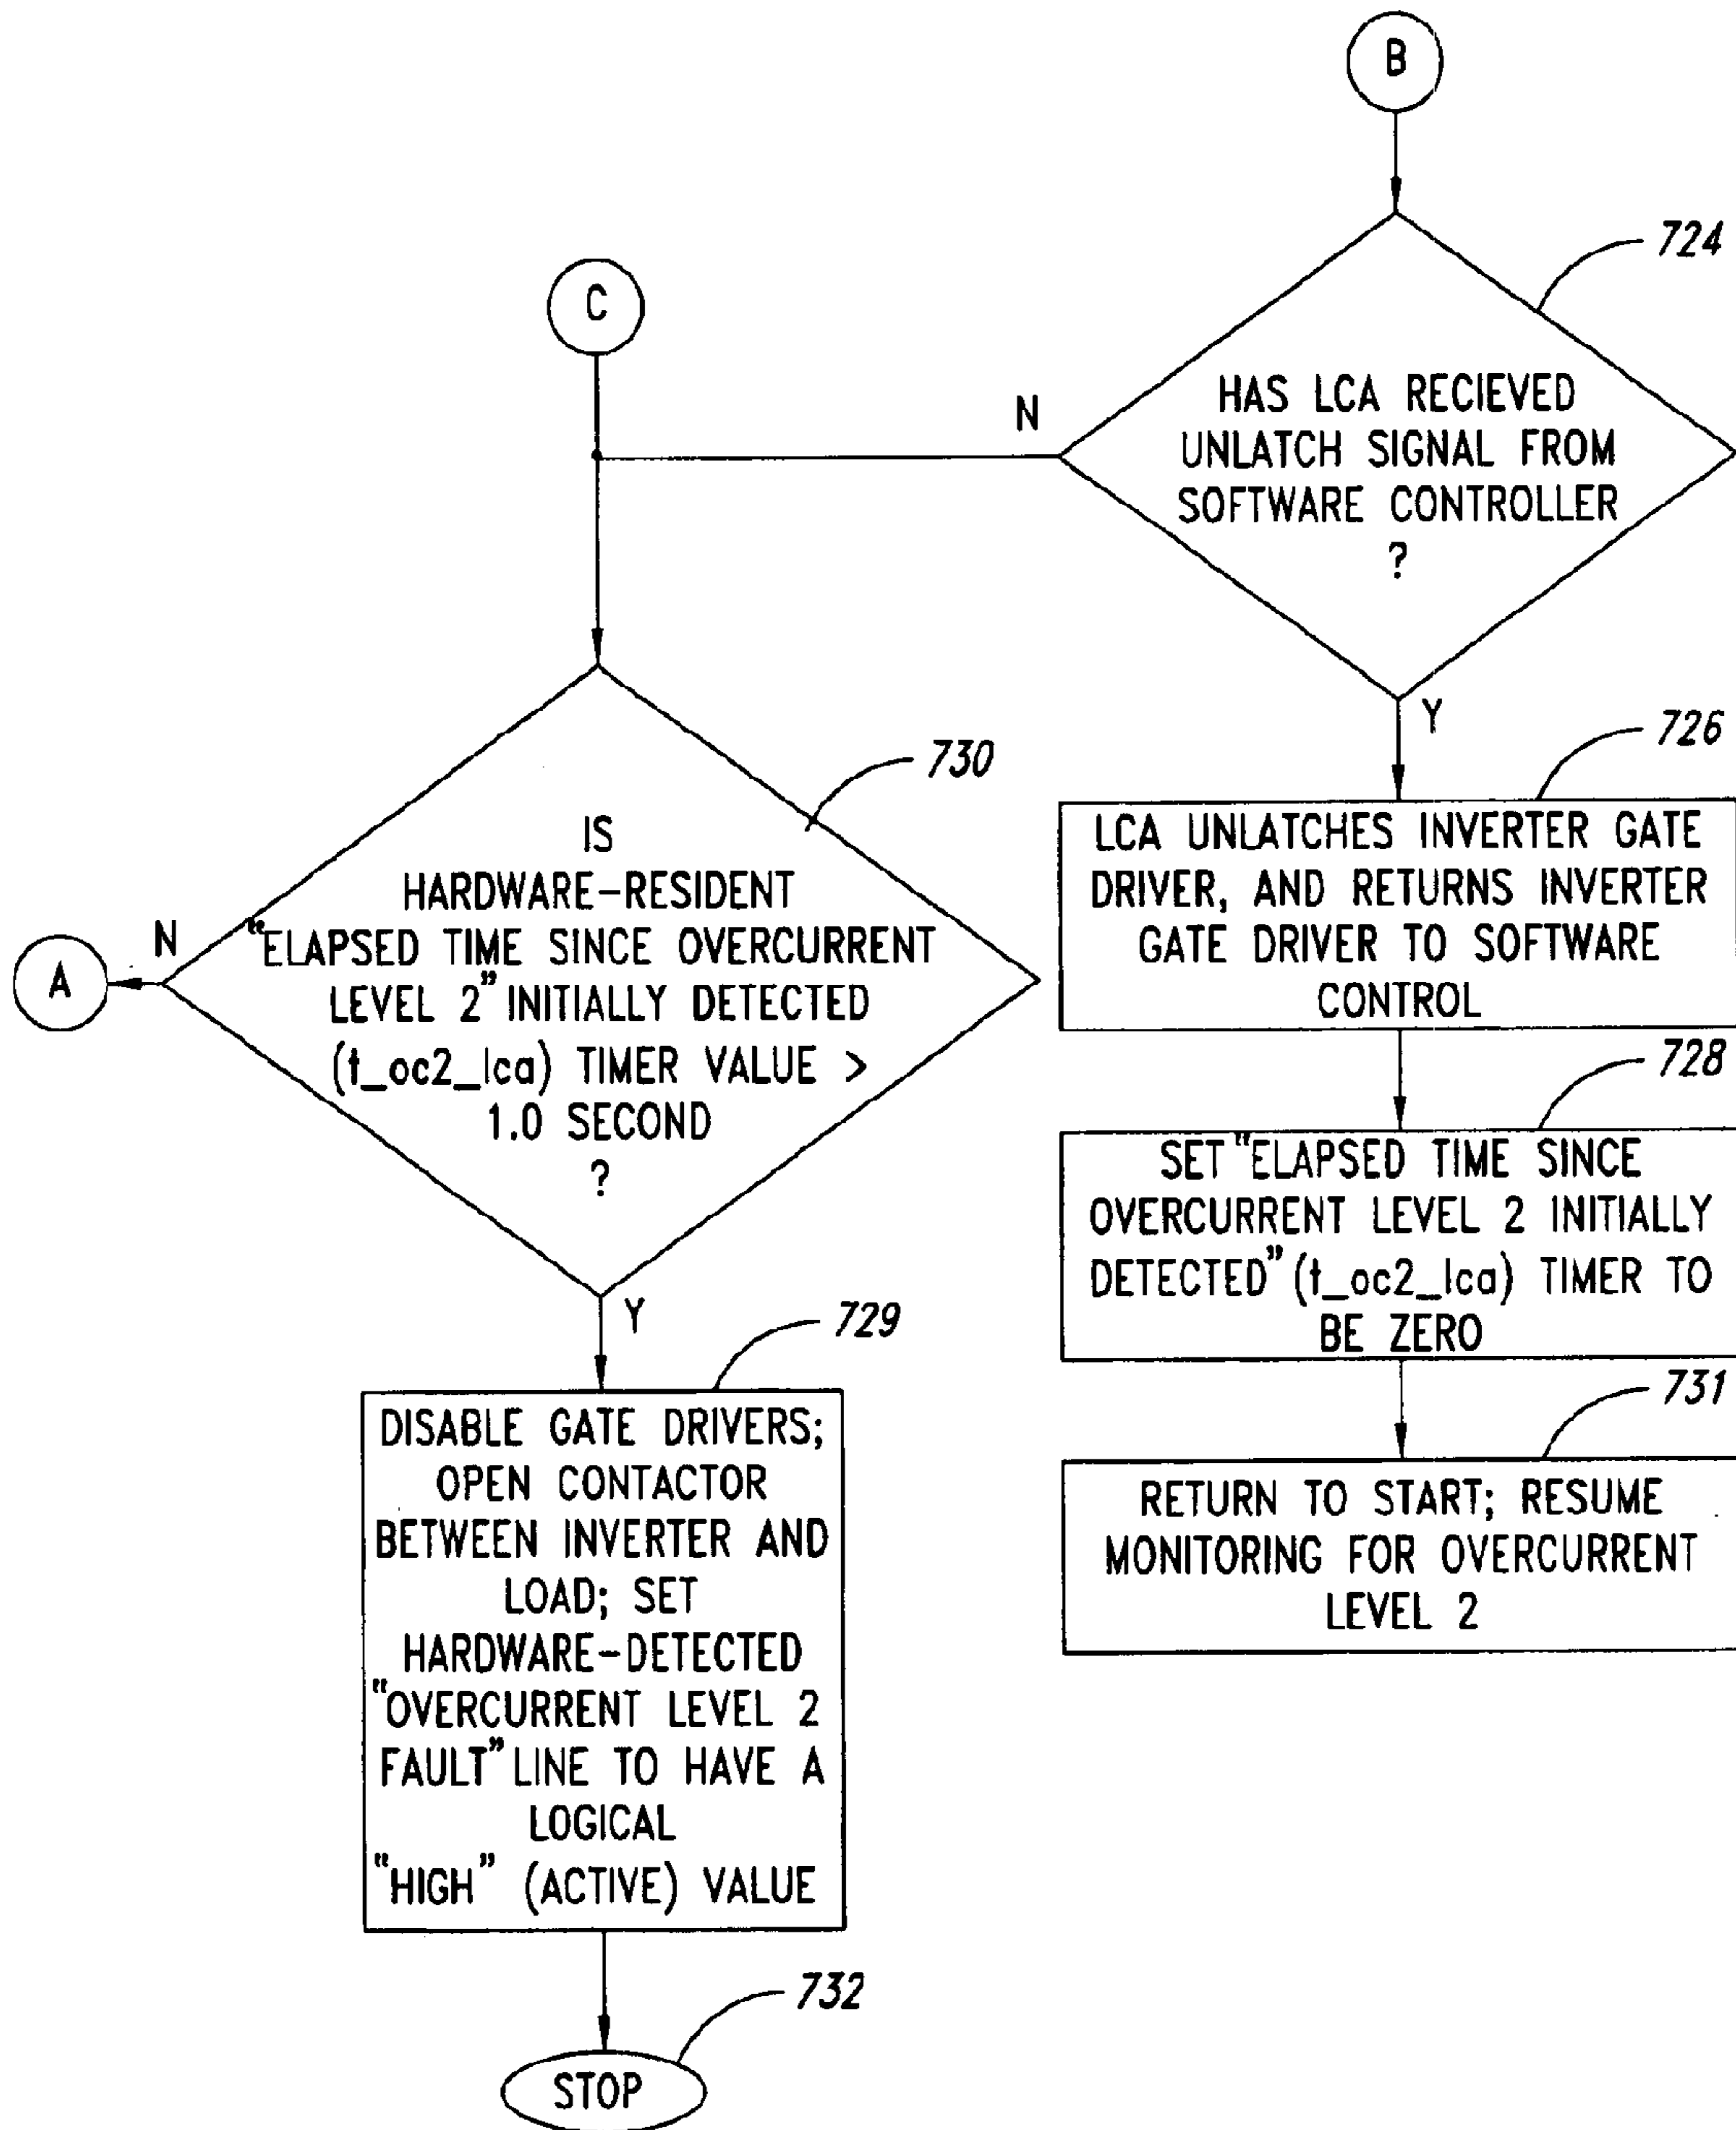 B
724
HAS LCA RECIEVED
UNLATCH SIGNAL FROM
SOFTWARE CONTROLLER
?
N
Y
C
730
IS
HARDWARE-RESIDENT
"ELAPSED TIME SINCE OVERCURRENT
LEVEL 2" INITIALLY DETECTED
(t_oc2_lca) TIMER VALUE >
1.0 SECOND
?
N
A
Y
726
LCA UNLATCHES INVERTER GATE
DRIVER, AND RETURNS INVERTER
GATE DRIVER TO SOFTWARE
CONTROL
728
SET "ELAPSED TIME SINCE
OVERCURRENT LEVEL 2 INITIALLY
DETECTED" (t_oc2_lca) TIMER TO
BE ZERO
731
RETURN TO START; RESUME
MONITORING FOR OVERCURRENT
LEVEL 2
729
DISABLE GATE DRIVERS;
OPEN CONTACTOR
BETWEEN INVERTER AND
LOAD; SET
HARDWARE-DETECTED
"OVERCURRENT LEVEL 2
FAULT" LINE TO HAVE A
LOGICAL
"HIGH" (ACTIVE) VALUE
732
STOP